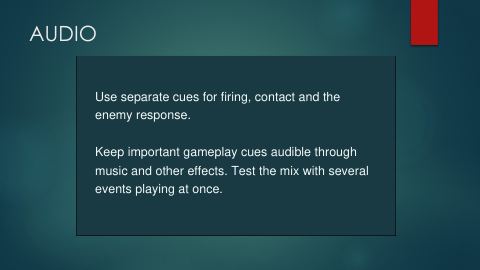 AUDIO
Use separate cues for firing, contact and the
enemy response.
Keep important gameplay cues audible through
music and other effects. Test the mix with several
events playing at once.